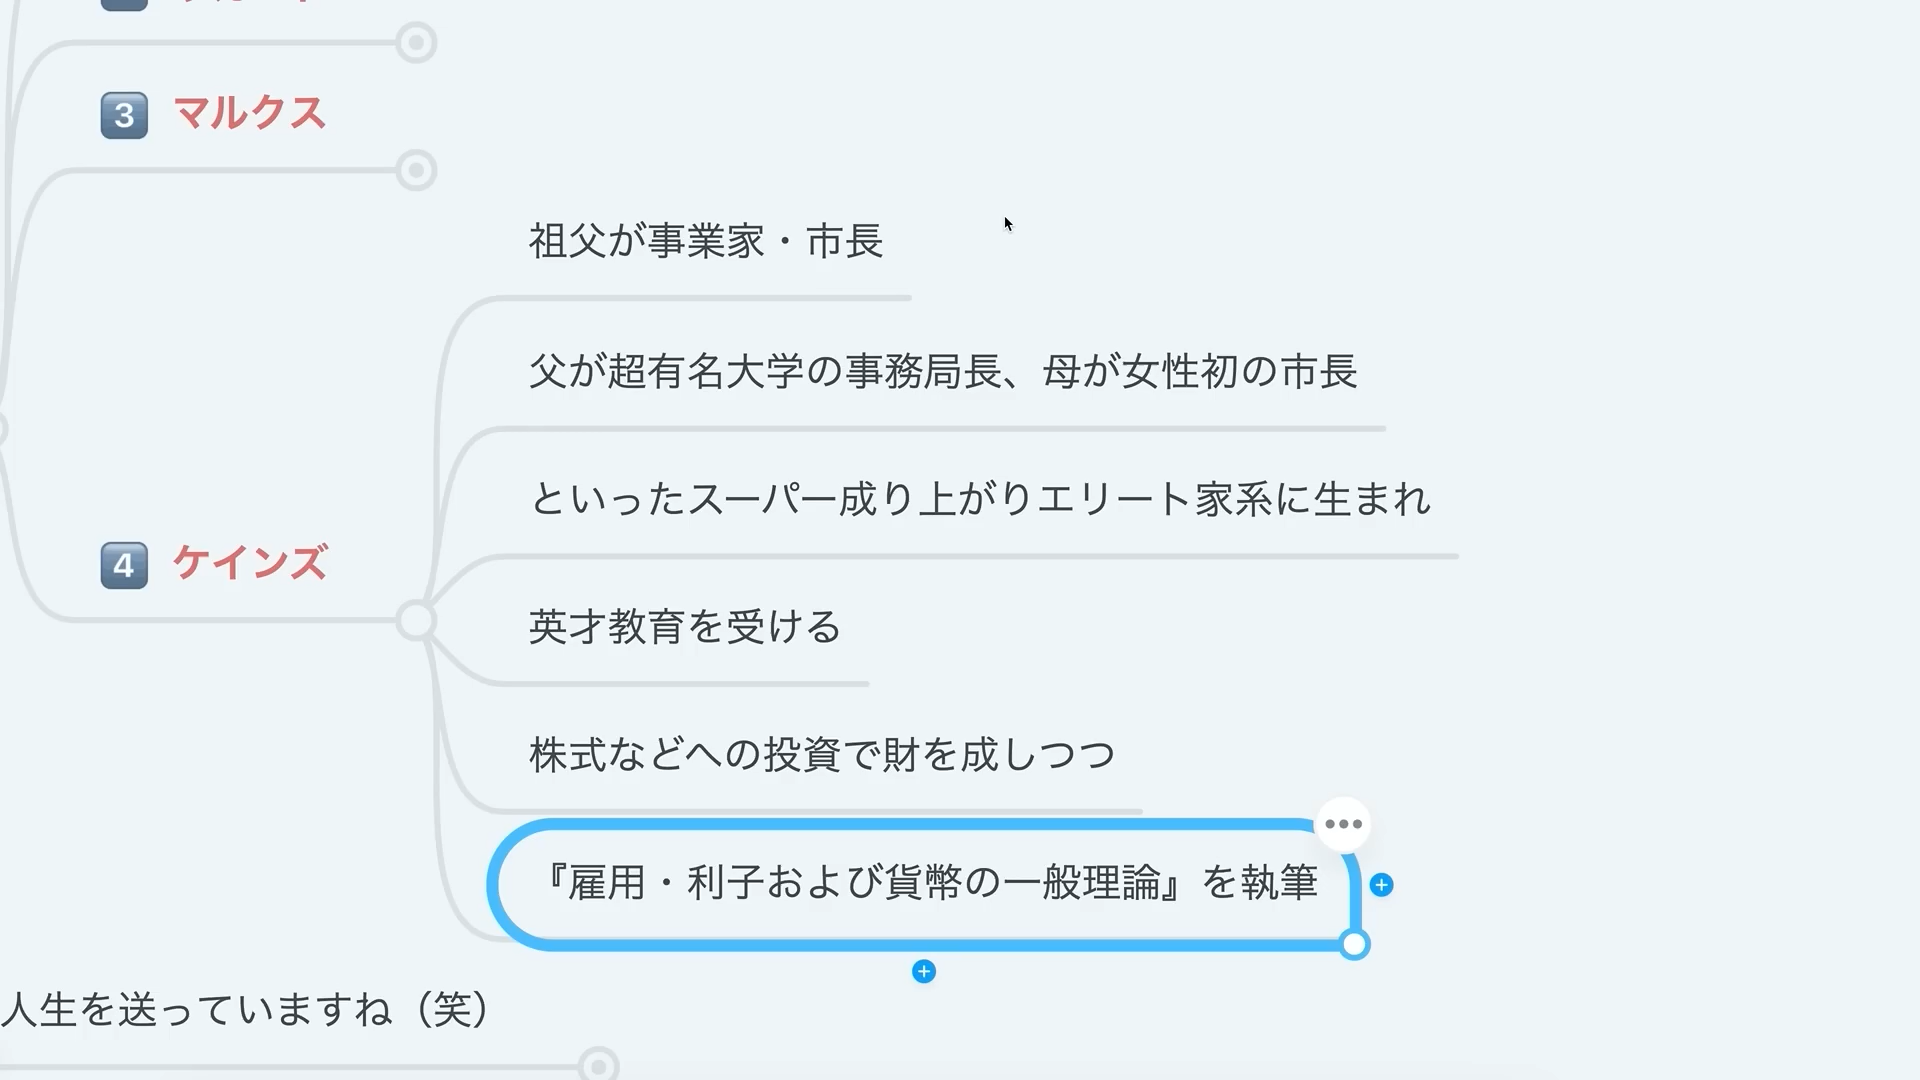 3 マルクス
祖父が事業家・市長
父が超有名大学の事務局長、母が女性初の市長
といったスーパー成り上がりエリート家系に生まれ
4 ケインズ
英才教育を受ける
株式などへの投資で財を成しつつ
『雇用・利子および貨幣の一般理論』を執筆
人生を送っていますね（笑）